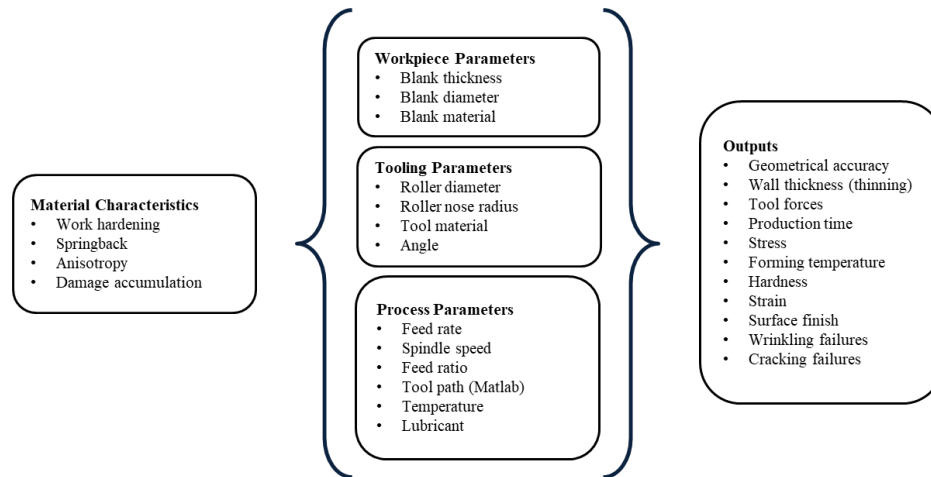 Material Characteristics
• Work hardening
• Springback
• Anisotropy
• Damage accumulation
Workpiece Parameters
• Blank thickness
• Blank diameter
• Blank material
Tooling Parameters
• Roller diameter
• Roller nose radius
• Tool material
• Angle
Process Parameters
• Feed rate
• Spindle speed
• Feed ratio
• Tool path (Matlab)
• Temperature
• Lubricant
Outputs
• Geometrical accuracy
• Wall thickness (thinning)
• Tool forces
• Production time
• Stress
• Forming temperature
• Hardness
• Strain
• Surface finish
• Wrinkling failures
• Cracking failures